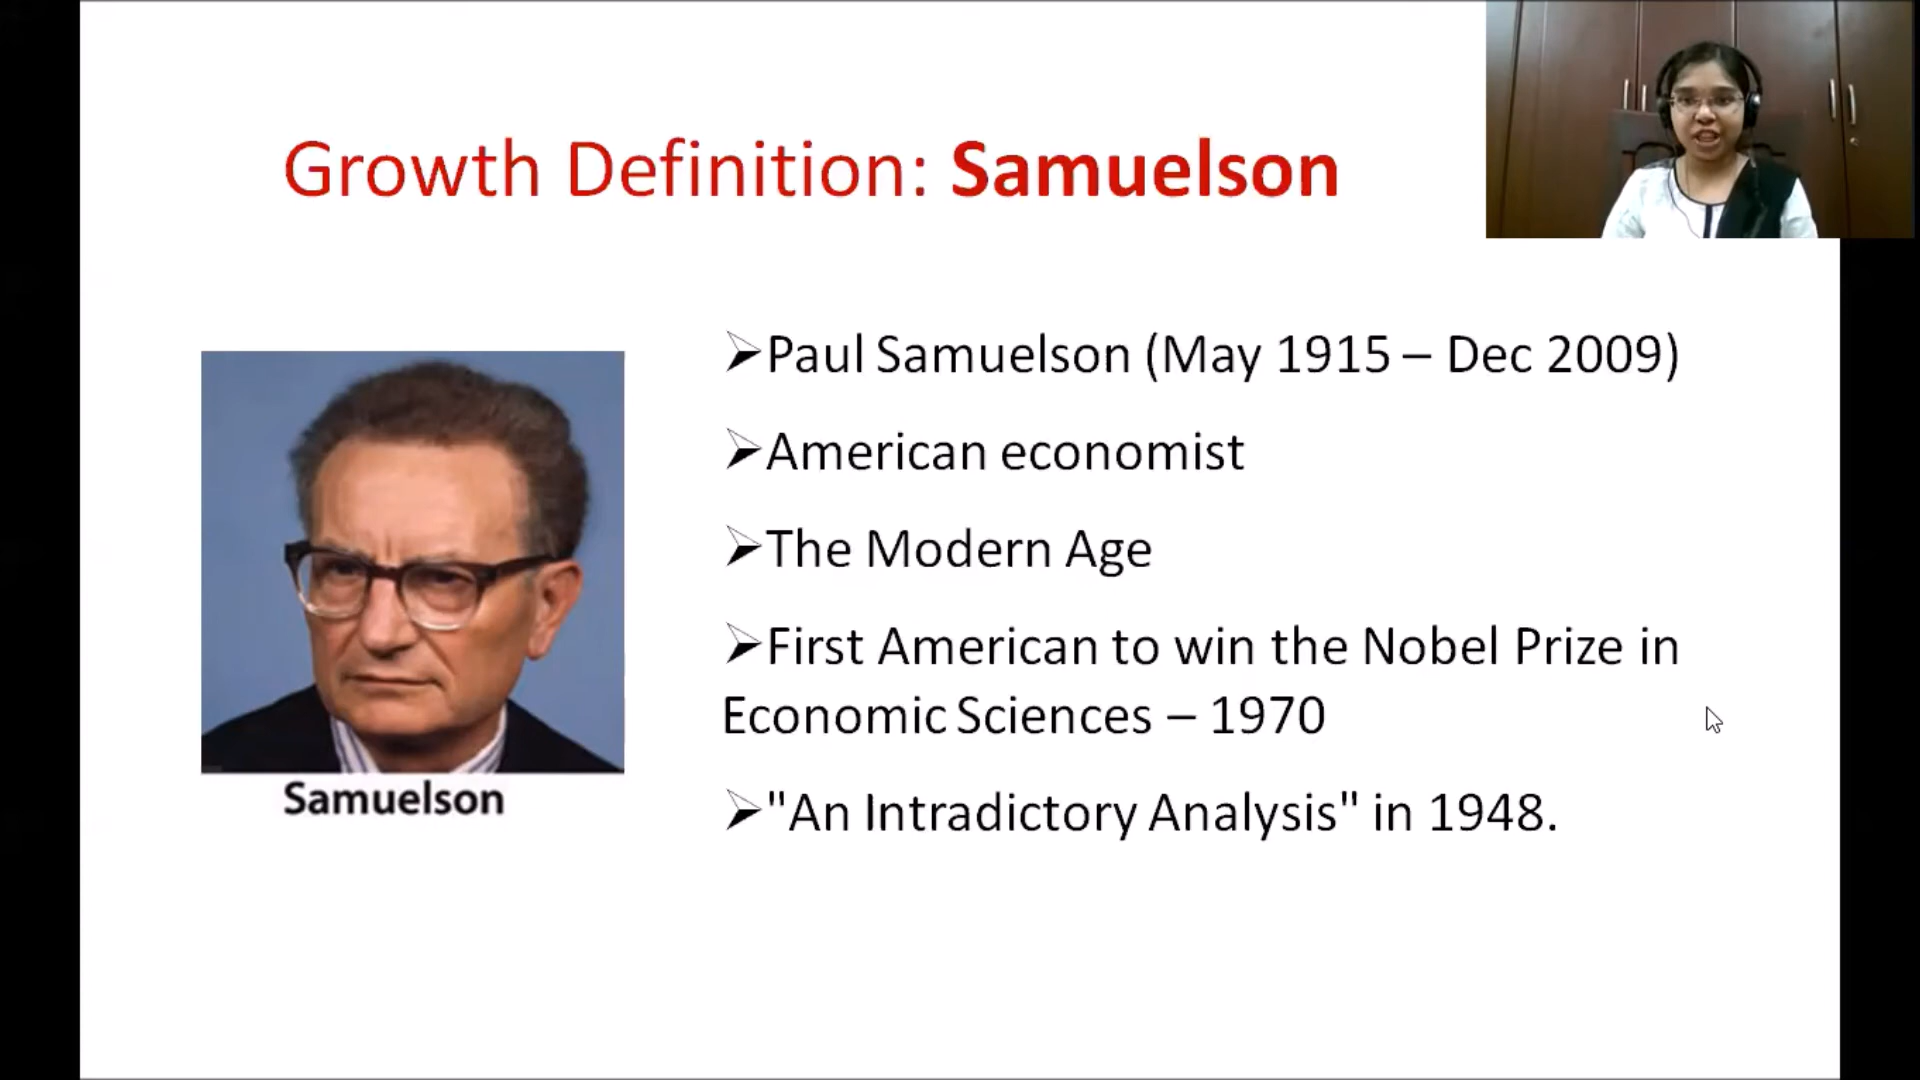 Growth Definition: Samuelson
➢Paul Samuelson (May 1915 – Dec 2009)
➢American economist
➢The Modern Age
➢First American to win the Nobel Prize in
Economic Sciences – 1970
➢"An Intradictory Analysis" in 1948.
Samuelson